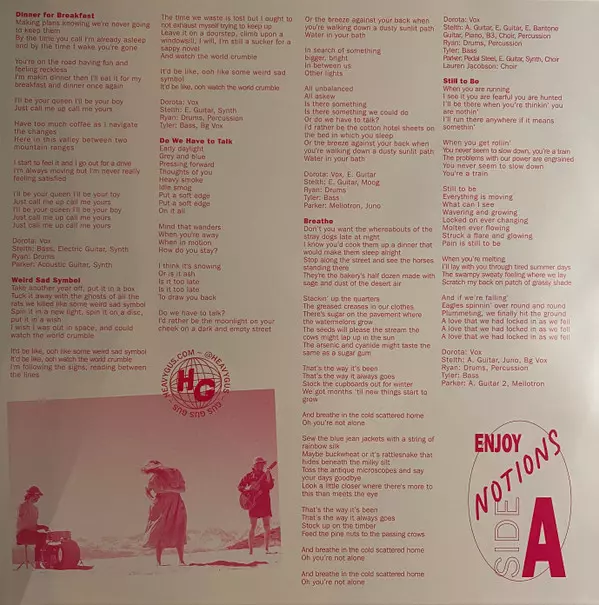 Dinner for Breakfast
Making plans knowing we're never going
to keep them
By the time you call I'm already asleep
and by the time I wake you're gone
You're on the road having fun and
feeling reckless
I'm makin dinner then I'll eat it for my
breakfast and dinner once again
I'll be your queen I'll be your boy
Just call me up call me yours
Have too much coffee as I navigate
the changes
Here in this valley between two
mountain ranges
I start to feel it and I go out for a drive
I'm always moving but I'm never really
feeling satisfied
I'll be your queen I'll be your toy
Just call me up call me yours
I'll be your queen I'll be your boy
Just call me up call me yours
Just call me up call me yours
Dorota: Vox
Stelth: Bass, Electric Guitar, Synth
Ryan: Drums
Parker: Acoustic Guitar, Synth
Weird Sad Symbol
Take another year off, put it in a box
Tuck it away with the ghosts of all the
rats we killed like some weird sad symbol
Spin it in a new light, spin it on a disc,
put it in a wish
I wish I was out in space, and could
watch the world crumble
It'd be like, ooh like some weird sad symbol
It'd be like, ooh watch the world crumble
I'm following the signs, reading between
the lines
The time we waste is lost but I ought to
not exhaust myself trying to keep up
Leave it on a doorstep, climb upon a
windowsill, I will, I'm still a sucker for a
sappy novel
And watch the world crumble
It'd be like, ooh like some weird sad
symbol
It'd be like, ooh watch the world crumble
Dorota: Vox
Stelth: E. Guitar, Synth
Ryan: Drums, Percussion
Tyler: Bass, Bg Vox
Do We Have to Talk
Lady daylight
Grey and blue
Pressing forward
Thoughts of you
Heavy smoke
Idle smog
Put a soft edge
Put a soft edge
On it all
Mind that wanders
When you're away
When in motion
How do you stay?
I think it's snowing
Or is it ash
Is it too late
Is it too late
To draw you back
Do we have to talk?
I'd rather be the moonlight on your
cheek on a dark and empty street
HEAVYGUS.COM – @HEAVYGUS
HG
GUS GUS GUS
Or the breeze against your back when
you're walking down a dusty sunlit path
Water in your bath
In search of something
bigger, bright
In between us
Other lights
All unbalanced
All askew
Is there something
Is there something we could do
Or do we have to talk?
I'd rather be the cotton hotel sheets on
the bed in which you sleep
Or the breeze against your back when
you're walking down a dusty sunlit path
Water in your bath
Dorota: Vox, E. Guitar
Stelth: E. Guitar, Moog
Ryan: Drums
Tyler: Bass
Parker: Mellotron, Juno
Breathe
Don't you want the whereabouts of the
stray dogs late at night
I know you'd cook them up a dinner that
would make them sleep alright
Stop along the street and see the horses
standing there
They're the bakery's half dozen made with
sage and dust of the desert air
Stackin' up the quarters
The greased creases in our clothes
There's sugar on the pavement where
the watermelons grow
The seeds will please the stream the
cows might lap up in the sun
The arsenic and cyanide might taste the
same as a sugar gum
That's the way it's been
That's the way it always goes
Stock the cupboards out for winter
We got months 'til new things start to
grow
And breathe in the cold scattered home
Oh you're not alone
Sew the blue jean jackets with a string of
rainbow silk
Maybe buckwheat or it's rattlesnake that
hides beneath the milky silt
Toss the antique microscopes and say
your days'goodbye
Look a little closer where there's more to
this than meets the eye
That's the way it's been
That's the way it always goes
Stock up on the timber
Feed the pine nuts to the passing crows
And breathe in the cold scattered home
Oh you're not alone
And breathe in the cold scattered home
Oh you're not alone
Dorota: Vox
Stelth: A. Guitar, E. Guitar, E. Baritone
Guitar, Piano, B3, Choir, Percussion
Ryan: Drums, Percussion
Tyler: Bass
Parker: Pedal Steel, E. Guitar, Synth, Choir
Lauren Jacobson: Choir
Still to Be
When you are running
I see it you are fearful you are hunted
I'll be there when you're thinkin' you
are nothin'
I'll run there anyway if it means
somethin'
When you get rollin'
You never seem to slow down, you're a train
The problems with our power are engrained
You never seem to slow down
You're a train
Still to be
Everything is moving
What can I see
Wavering and growing
Locked on ever changing
Molten ever flowing
Struck a flare and glowing
Pain is still to be
When you're melting
I'll lay with you through tired summer days
The swampy sweaty feeling where we lay
Scratch my back on patch of grassy shade
And if we're falling'
Eagles spinnin' over round and round
Plummeting, we finally hit the ground
A love that we had locked in as we fell
A love that we had locked in as we fell
A love that we had locked in as we fell
Dorota: Vox
Stelth: A. Guitar, Juno, Bg Vox
Ryan: Drums, Percussion
Tyler: Bass
Parker: A. Guitar 2, Mellotron
ENJOY
NOTIONS
SIDE
A